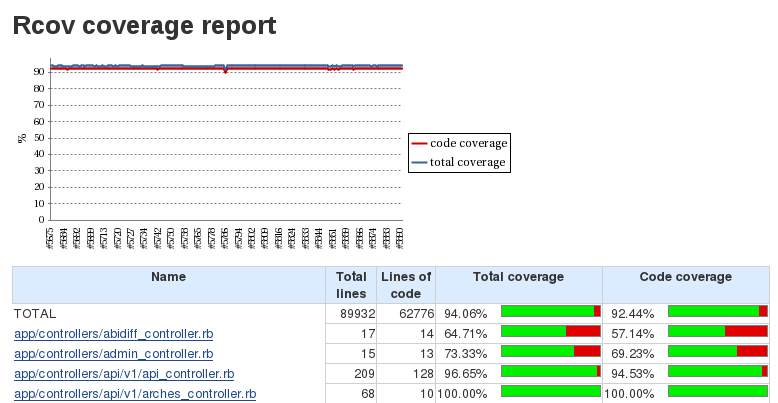 Rcov coverage report
90
80
70
60
50
40
30
20
10
0
%
code coverage
total coverage
Name Total lines Lines of code Total coverage Code coverage
TOTAL 89932 62776 94.06% 92.44%
app/controllers/abidiff_controller.rb 17 14 64.71% 57.14%
app/controllers/admin_controller.rb 15 13 73.33% 69.23%
app/controllers/api/v1/api_controller.rb 209 128 96.65% 94.53%
app/controllers/api/v1/arches_controller.rb 68 10 100.00% 100.00%